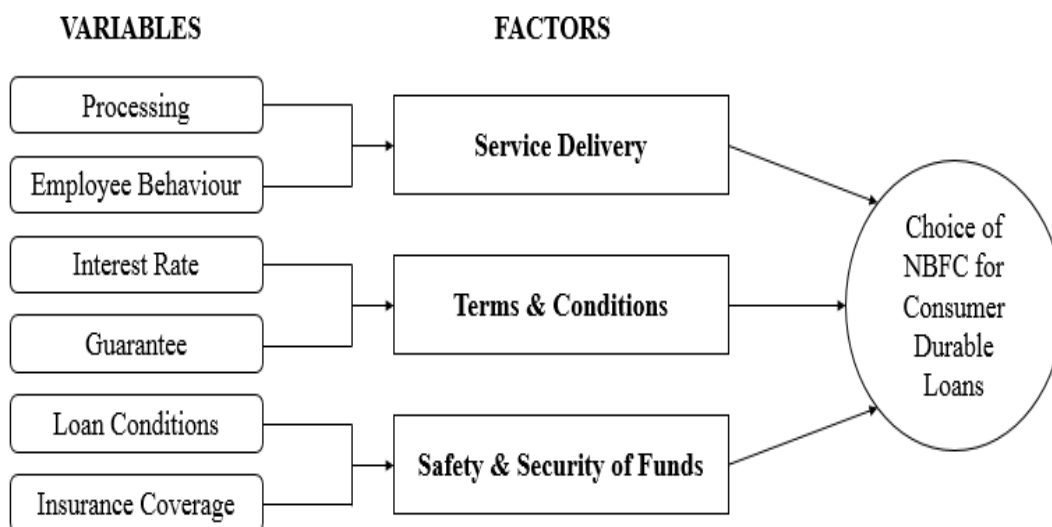 VARIABLES
FACTORS
Processing
Employee Behaviour
Service Delivery
Interest Rate
Guarantee
Terms & Conditions
Loan Conditions
Insurance Coverage
Safety & Security of Funds
Choice of
NBFC for
Consumer
Durable
Loans